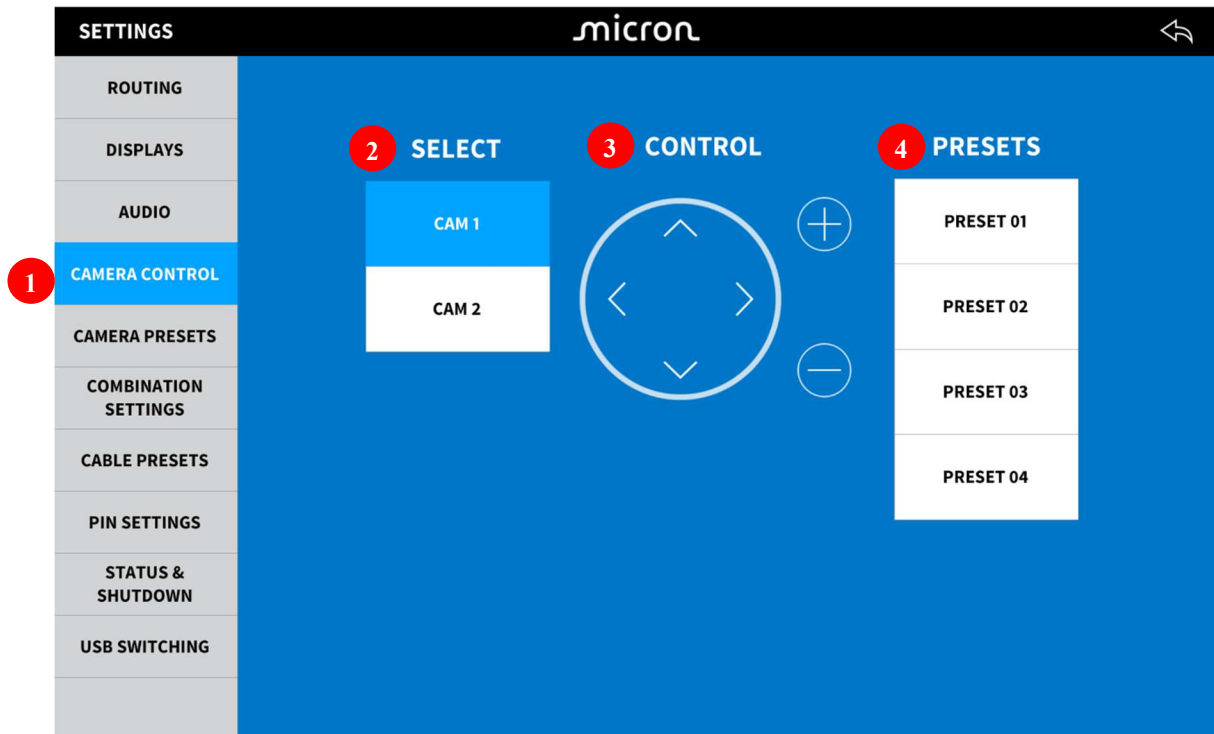 SETTINGS
micron
ROUTING
DISPLAYS
AUDIO
1
CAMERA CONTROL
CAMERA PRESETS
COMBINATION
SETTINGS
CABLE PRESETS
PIN SETTINGS
STATUS &
SHUTDOWN
USB SWITCHING
2 SELECT
CAM 1
CAM 2
3 CONTROL
4 PRESETS
PRESET 01
PRESET 02
PRESET 03
PRESET 04